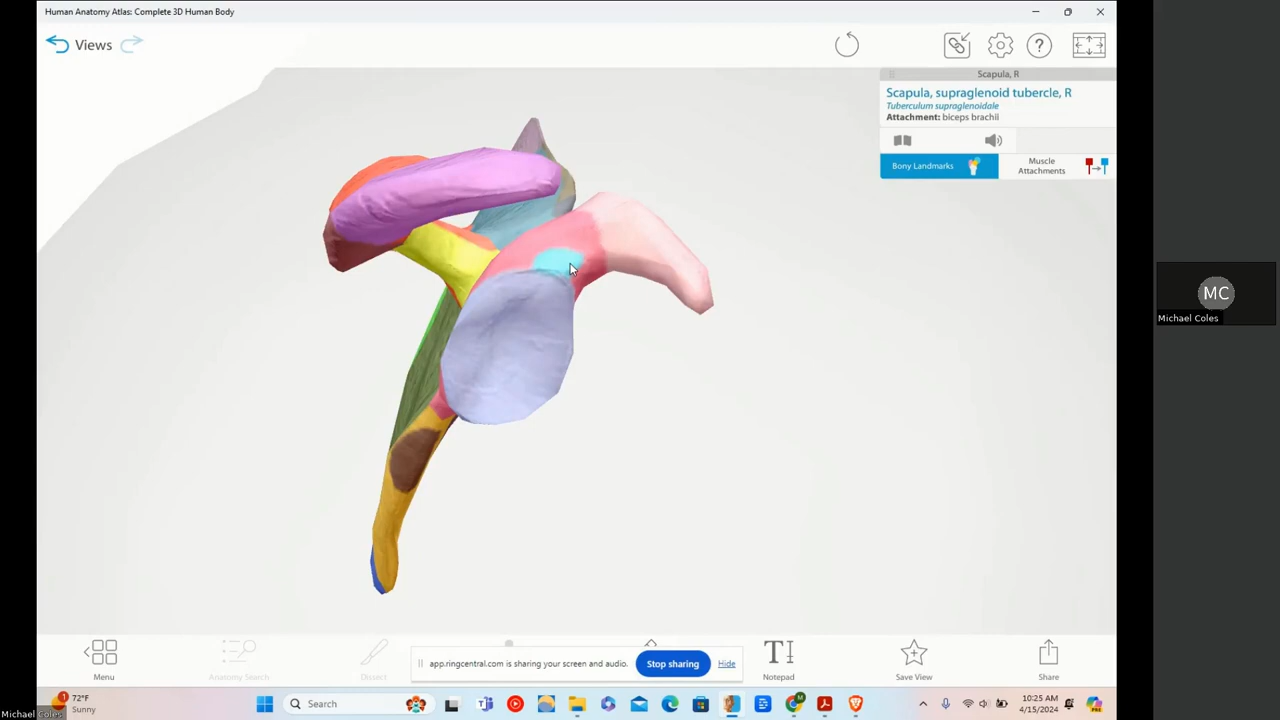 Human Anatomy Atlas: Complete 3D Human Body
Views
Scapula, R
Scapula, supraglenoid tubercle, R
Tuberculum supraglenoidale
Attachment: biceps brachii
Bony Landmarks
Muscle
Attachments
MC
Michael Coles
Menu
Anatomy Search
Dissect
app.ringcentral.com is sharing your screen and audio.
Stop sharing
Hide
Notepad
Save View
Share
1
72°F
Sunny
Search
10:25 AM
4/15/2024
Michael Coles